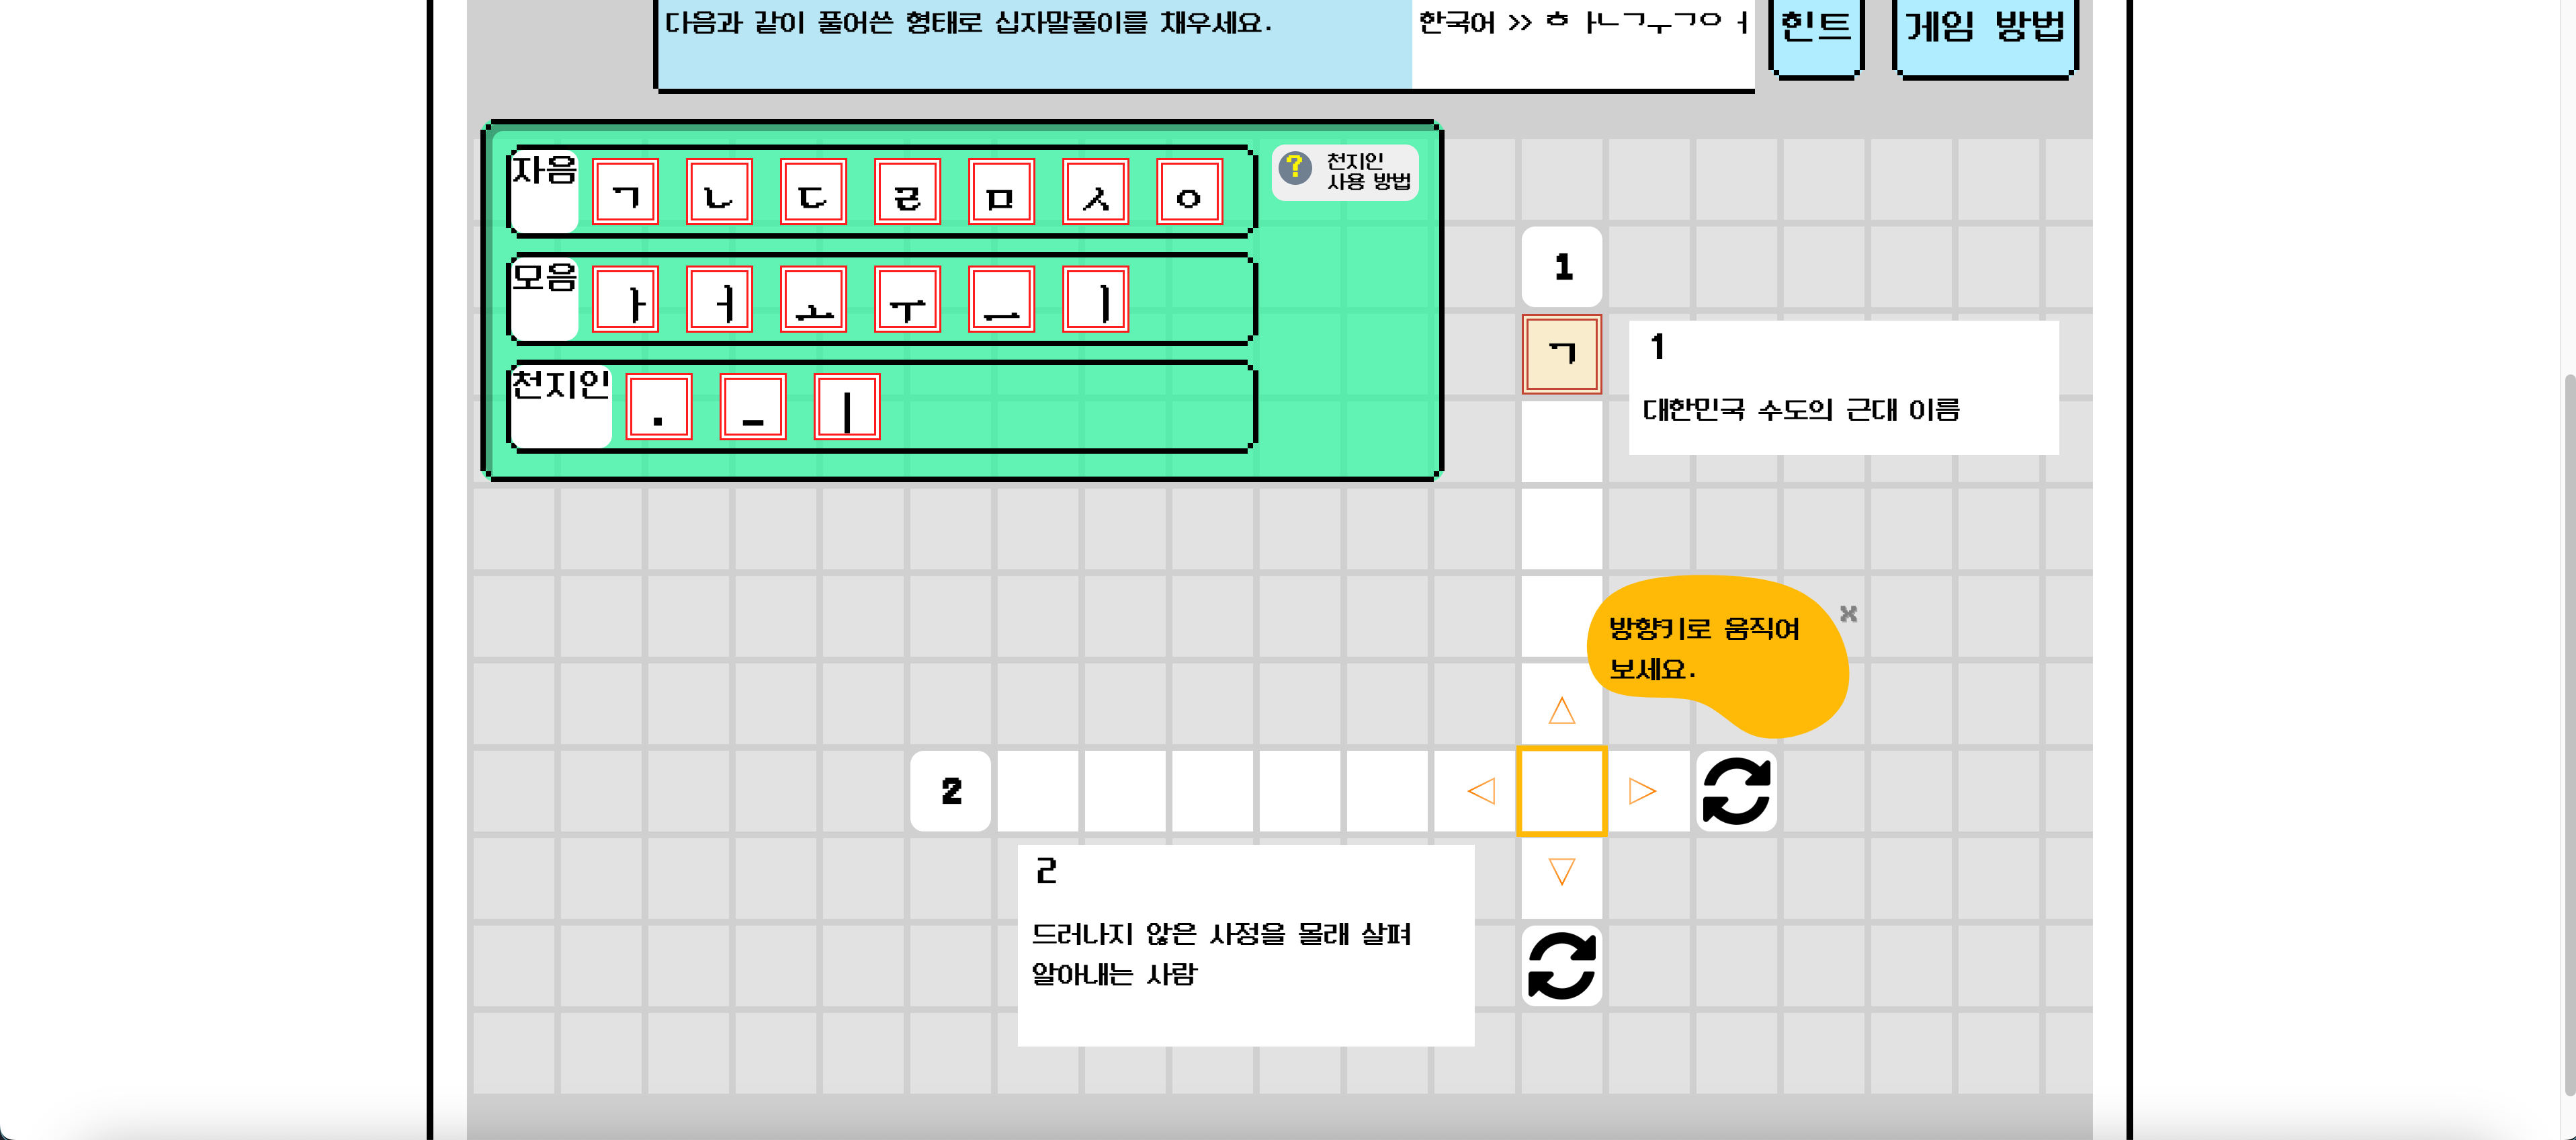 다음과 같이 풀어쓴 형태로 십자말풀이를 채우세요.
한국어 >> ㅎㅏㄴㄱㅜㄱㅇㅓ
힌트
게임 방법
자음 ㄱ ㄴ ㄷ ㄹ ㅁ ㅅ ㅇ
? 천지인
사용 방법
모음 ㅏ ㅓ ㅗ ㅜ ㅡ ㅣ
천지인 . ㅡ ㅣ
1
ㄱ
1
대한민국 수도의 근대 이름
방향키로 움직여
보세요.
x
2
2
드러나지 않은 사정을 몰래 살펴
알아내는 사람